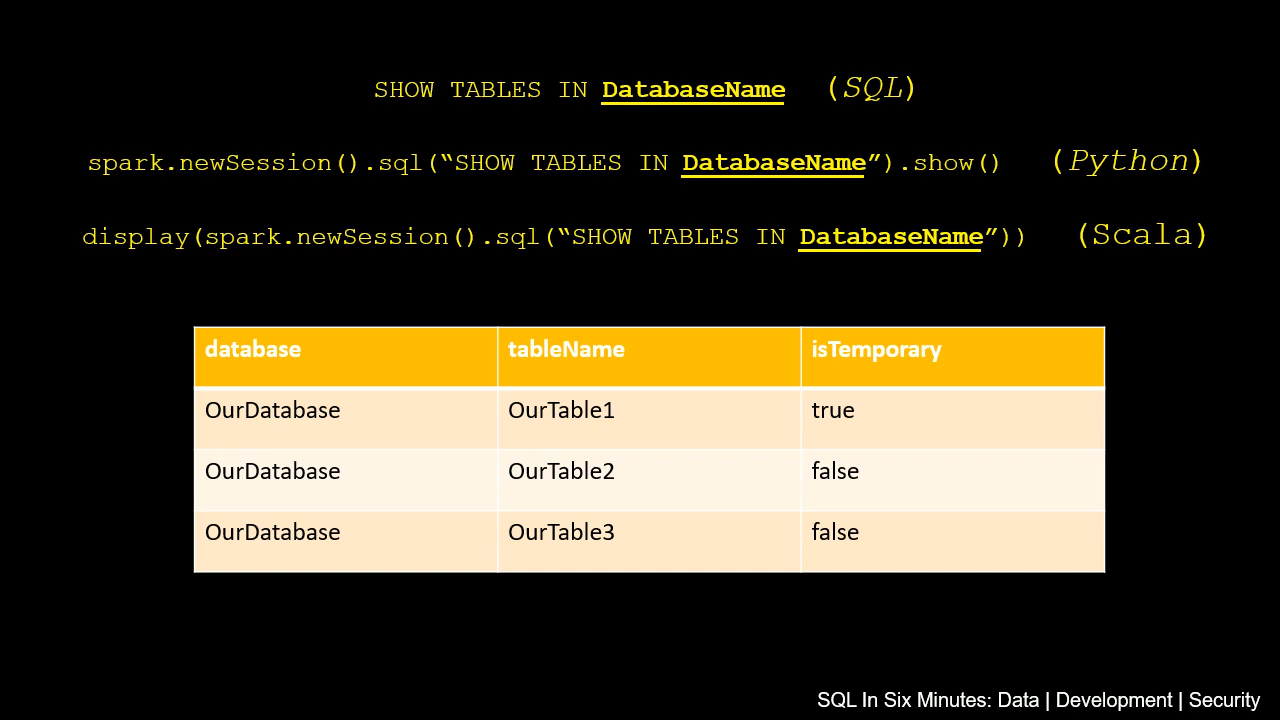 SHOW TABLES IN DatabaseName (SQL)
spark.newSession().sql(“SHOW TABLES IN DatabaseName”).show() (Python)
display(spark.newSession().sql(“SHOW TABLES IN DatabaseName”)) (Scala)
database tableName isTemporary
OurDatabase OurTable1 true
OurDatabase OurTable2 false
OurDatabase OurTable3 false
SQL In Six Minutes: Data | Development | Security